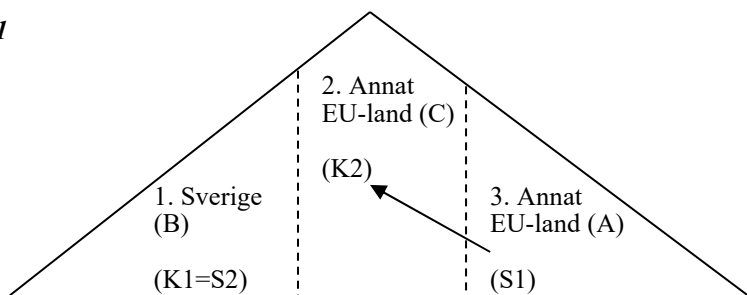 2. Annat
EU-land (C)
(K2)
1. Sverige
(B)
3. Annat
EU-land (A)
(K1=S2)
(S1)